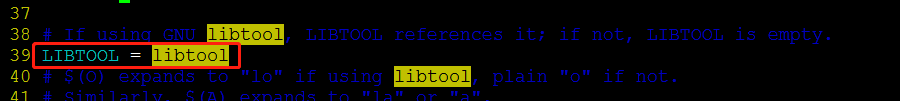 37
38 # If using GNU libtool, LIBTOOL references it; if not, LIBTOOL is empty.
39 LIBTOOL = libtool
40 # $(O) expands to "lo" if using libtool, plain "o" if not.
41 # Similarly, $(A) expands to "la" or "a".